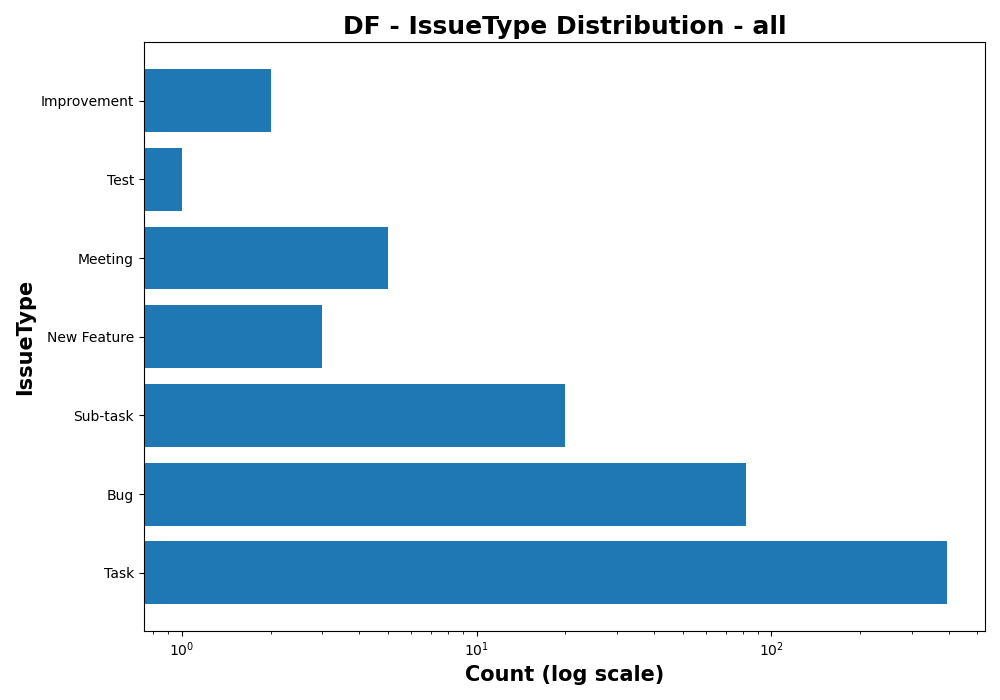 DF - IssueType Distribution - all
IssueType
Improvement
Test
Meeting
New Feature
Sub-task
Bug
Task
10⁰
10¹
10²
Count (log scale)